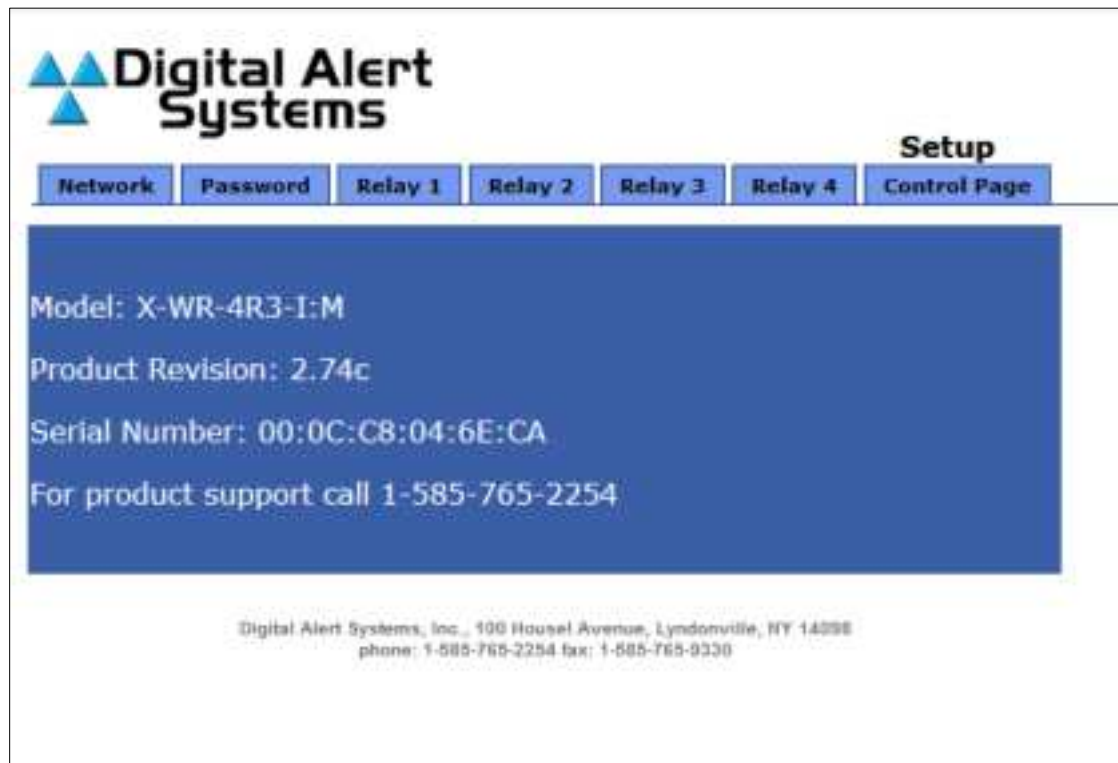 Digital Alert
Systems
Setup
Network Password Relay 1 Relay 2 Relay 3 Relay 4 Control Page
Model: X-WR-4R3-I:M
Product Revision: 2.74c
Serial Number: 00:0C:C8:04:6E:CA
For product support call 1-585-765-2254
Digital Alert Systems, Inc., 100 Housel Avenue, Lyndonville, NY 14098
phone: 1-585-765-2254 fax: 1-585-765-9330